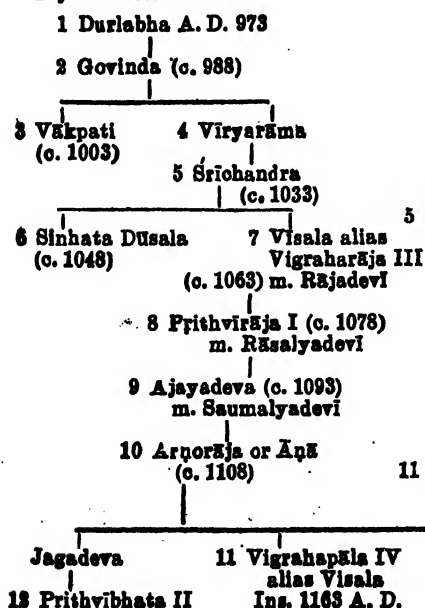 1 Durlabha A. D. 973
2 Govinda (c. 988)
3 Vākpati 4 Vīryarāma
(c. 1003)
5 Śrīchandra
(c. 1033)
5
6 Sinhata Dūsala 7 Vīsala alias
(c. 1048) Vigraharāja III
(c. 1063) m. Rājadevī
8 Pṛithvīrāja I (c. 1078)
m. Rāsalyadevī
9 Ajayadeva (c. 1093)
m. Saumalyadevī
10 Arṇorāja or Āṇā
(c. 1108) 11
Jagadeva 11 Vigrahapāla IV
alias Visala
12 Prithvībhata II Ins. 1163 A. D.